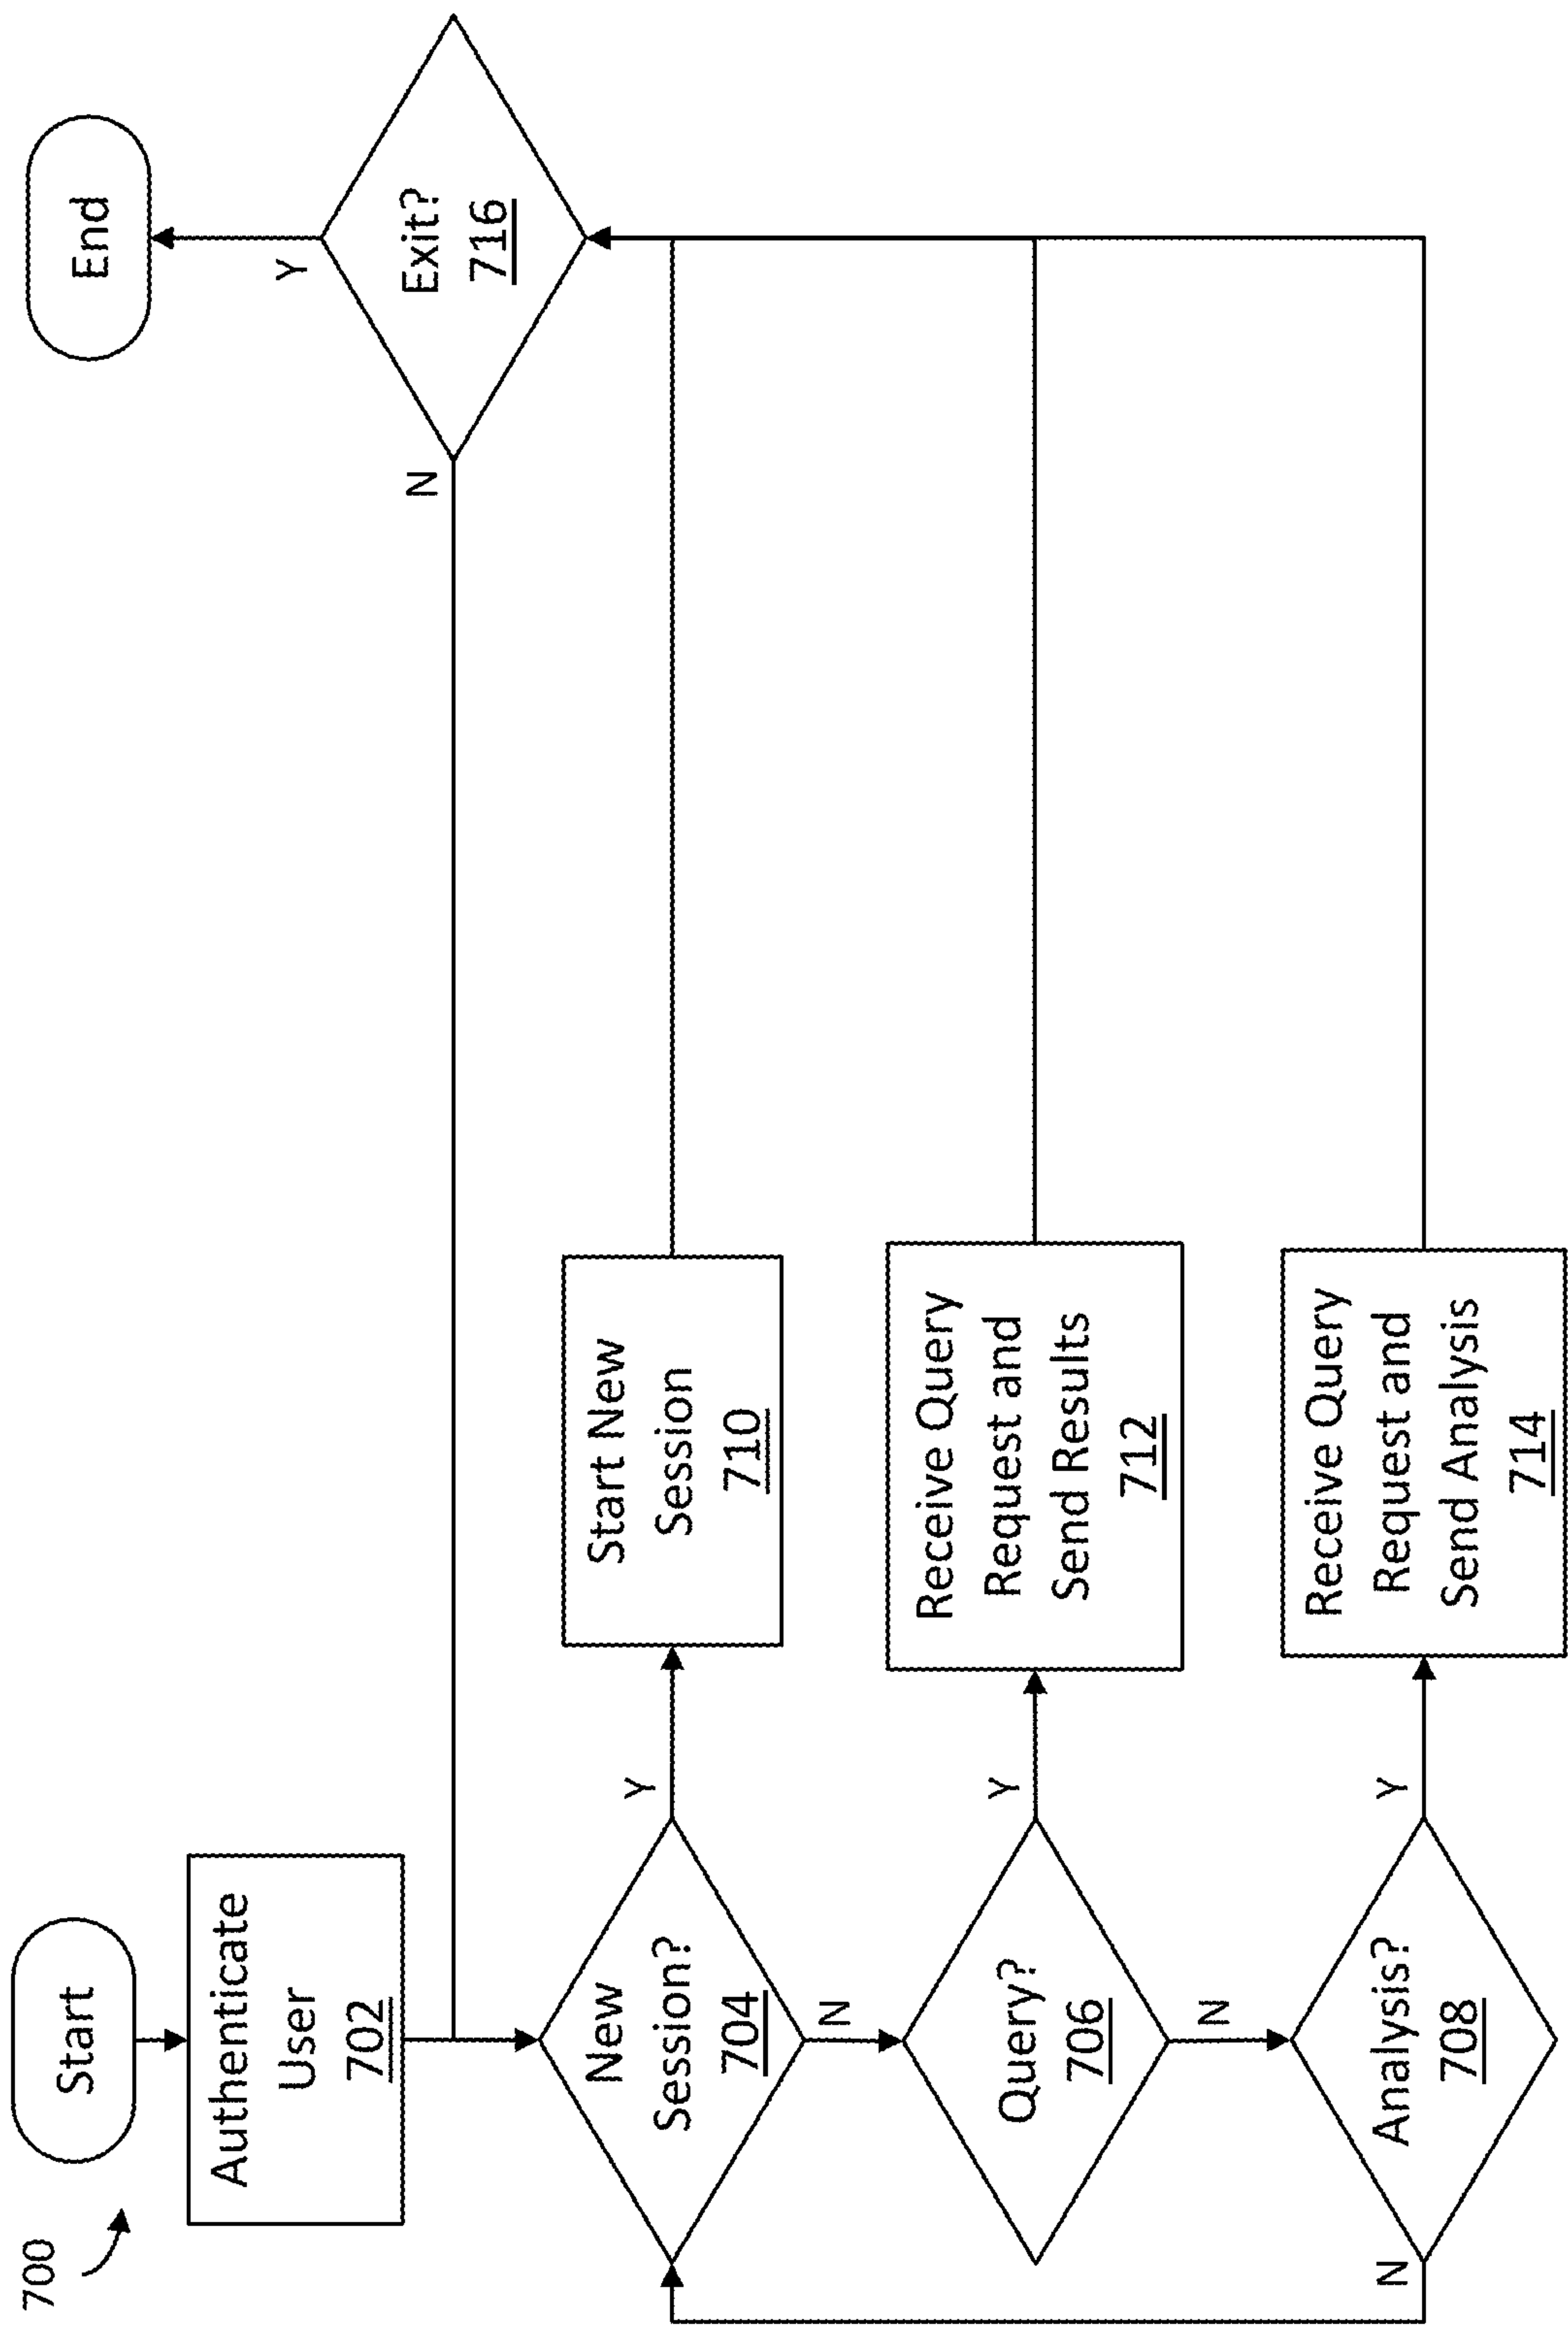 700
Start
Authenticate
User
702
New
Session?
704
Y
N
Start New
Session
710
Query?
706
Y
N
Receive Query
Request and
Send Results
712
Analysis?
708
Y
N
Receive Query
Request and
Send Analysis
714
Exit?
716
N
Y
End